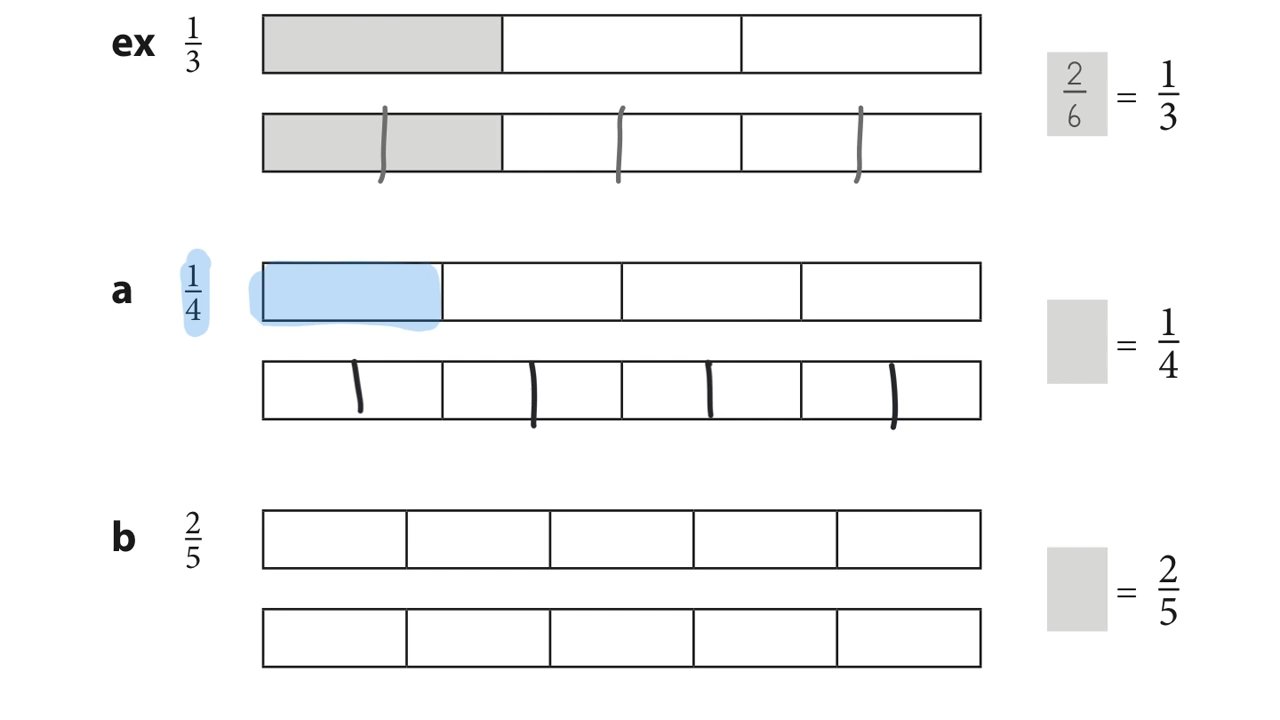 ex 1/3
2/6 = 1/3
a 1/4
= 1/4
b 2/5
= 2/5